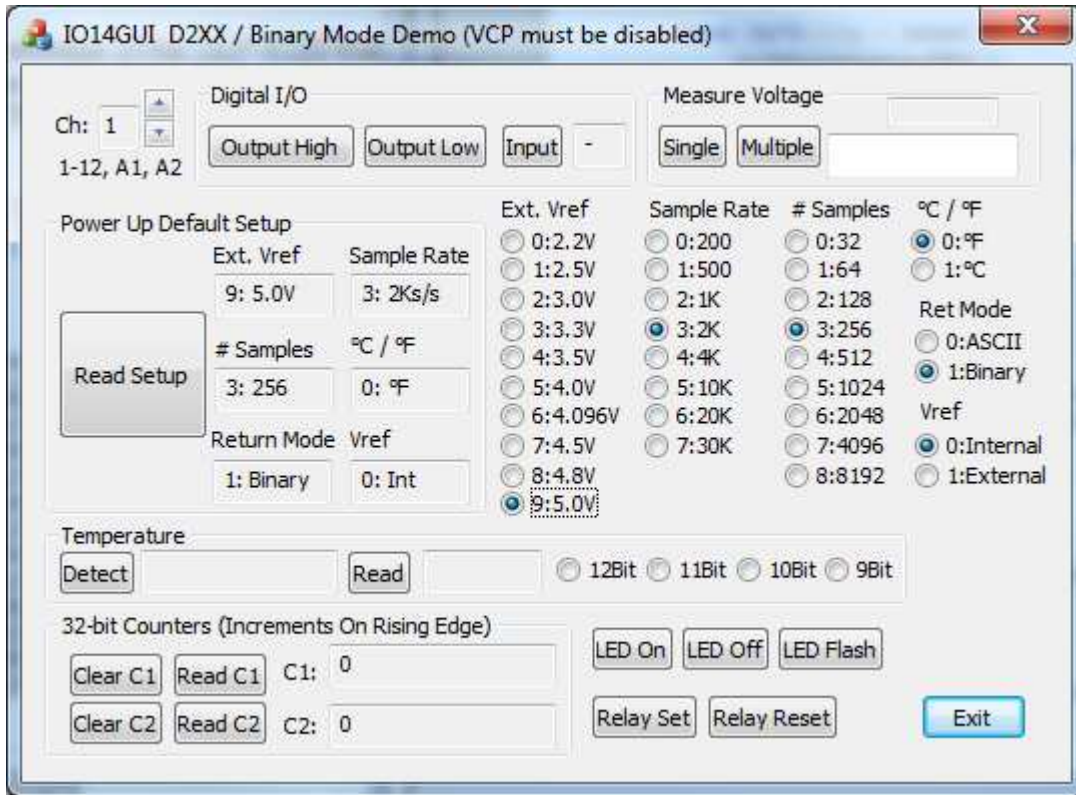 IO14GUI D2XX / Binary Mode Demo (VCP must be disabled)
Ch: 1
1-12, A1, A2
Digital I/O
Output High Output Low Input -
Measure Voltage
Single Multiple
Power Up Default Setup
Ext. Vref Sample Rate
9: 5.0V 3: 2Ks/s
# Samples ºC / ºF
3: 256 0: ºF
Return Mode Vref
1: Binary 0: Int
Read Setup
Ext. Vref
0:2.2V
1:2.5V
2:3.0V
3:3.3V
4:3.5V
5:4.0V
6:4.096V
7:4.5V
8:4.8V
9:5.0V
Sample Rate
0:200
1:500
2:1K
3:2K
4:4K
5:10K
6:20K
7:30K
# Samples
0:32
1:64
2:128
3:256
4:512
5:1024
6:2048
7:4096
8:8192
ºC / ºF
0:ºF
1:ºC
Ret Mode
0:ASCII
1:Binary
Vref
0:Internal
1:External
Temperature
Detect Read 12Bit 11Bit 10Bit 9Bit
32-bit Counters (Increments On Rising Edge)
Clear C1 Read C1 C1: 0
Clear C2 Read C2 C2: 0
LED On LED Off LED Flash
Relay Set Relay Reset Exit